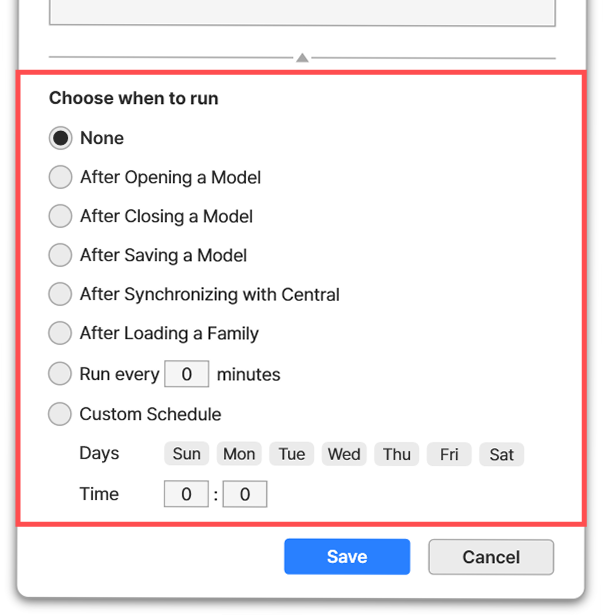 Choose when to run
None
After Opening a Model
After Closing a Model
After Saving a Model
After Synchronizing with Central
After Loading a Family
Run every 0 minutes
Custom Schedule
Days Sun Mon Tue Wed Thu Fri Sat
Time 0 : 0
Save Cancel